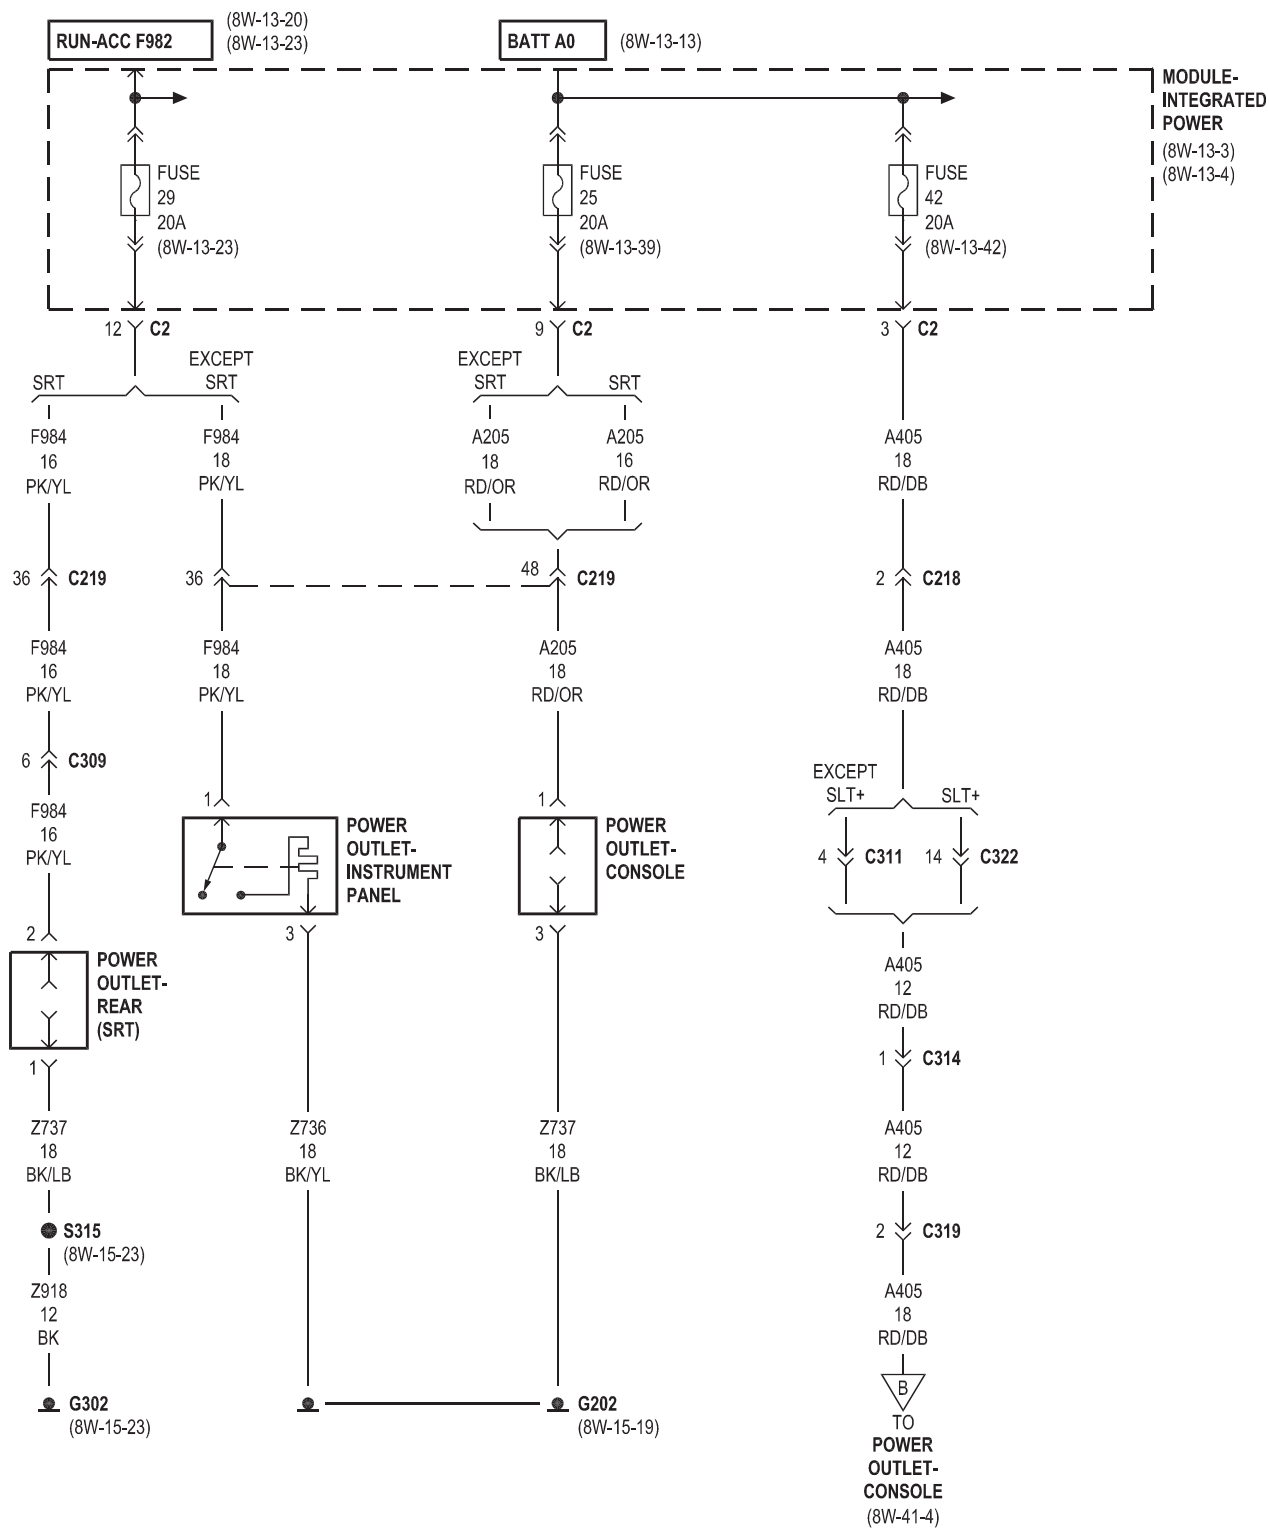 RUN-ACC F982
(8W-13-20)
(8W-13-23)
BATT A0
(8W-13-13)
MODULE-
INTEGRATED
POWER
(8W-13-3)
(8W-13-4)
FUSE
29
20A
(8W-13-23)
FUSE
25
20A
(8W-13-39)
FUSE
42
20A
(8W-13-42)
12 C2
9 C2
3 C2
SRT
EXCEPT
SRT
EXCEPT
SRT
SRT
F984
16
PK/YL
F984
18
PK/YL
A205
18
RD/OR
A205
16
RD/OR
A405
18
RD/DB
36 C219
36
48 C219
2 C218
F984
16
PK/YL
F984
18
PK/YL
A205
18
RD/OR
A405
18
RD/DB
6 C309
EXCEPT
SLT+
SLT+
F984
16
PK/YL
1
POWER
OUTLET-
INSTRUMENT
PANEL
3
1
POWER
OUTLET-
CONSOLE
3
4 C311
14 C322
2
POWER
OUTLET-
REAR
(SRT)
1
A405
12
RD/DB
1 C314
Z737
18
BK/LB
Z736
18
BK/YL
Z737
18
BK/LB
A405
12
RD/DB
S315
(8W-15-23)
2 C319
Z918
12
BK
A405
18
RD/DB
G302
(8W-15-23)
G202
(8W-15-19)
B
TO
POWER
OUTLET-
CONSOLE
(8W-41-4)